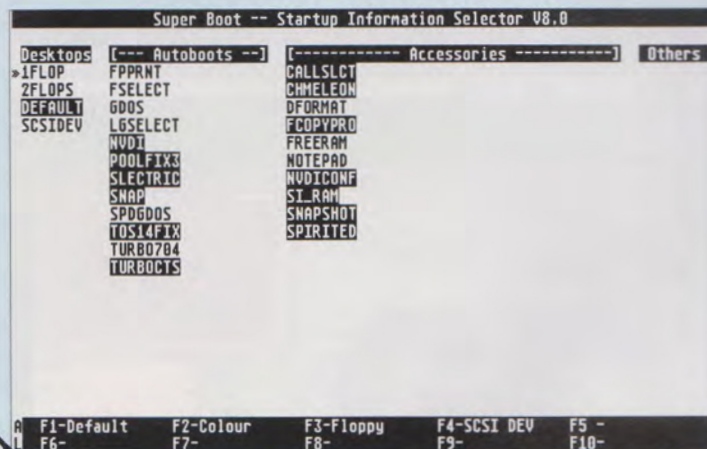 Super Boot -- Startup Information Selector V8.0
Desktops [--- Autoboots --] [------------ Accessories -----------] Others
»1FLOP FPPRNT CALLSLCT
2FLOPS FSELECT CHMELEON
DEFAULT GDOS DFORMAT
SCSIDEV LGSELECT FCOPYPRO
NVDI FREERAM
POOLFIX3 NOTEPAD
SLECTRIC NVDICONF
SNAP SI_RAM
SPDGDOS SNAPSHOT
TOS14FIX SPIRITED
TURBO704
TURBOCTS
A F1-Default F2-Colour F3-Floppy F4-SCSI DEV F5 -
L F6- F7- F8- F9- F10-